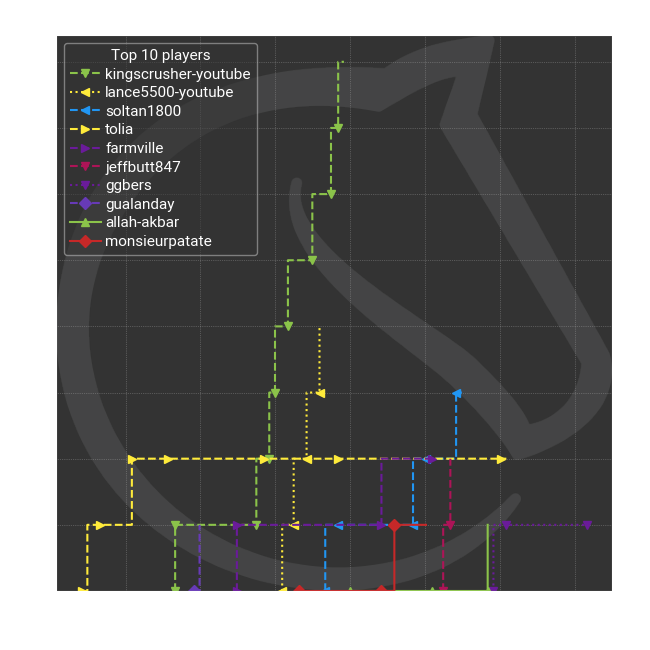 Top 10 players
kingscrusher-youtube
lance5500-youtube
soltan1800
tolia
farmville
jeffbutt847
ggbers
gualanday
allah-akbar
monsieurpatate